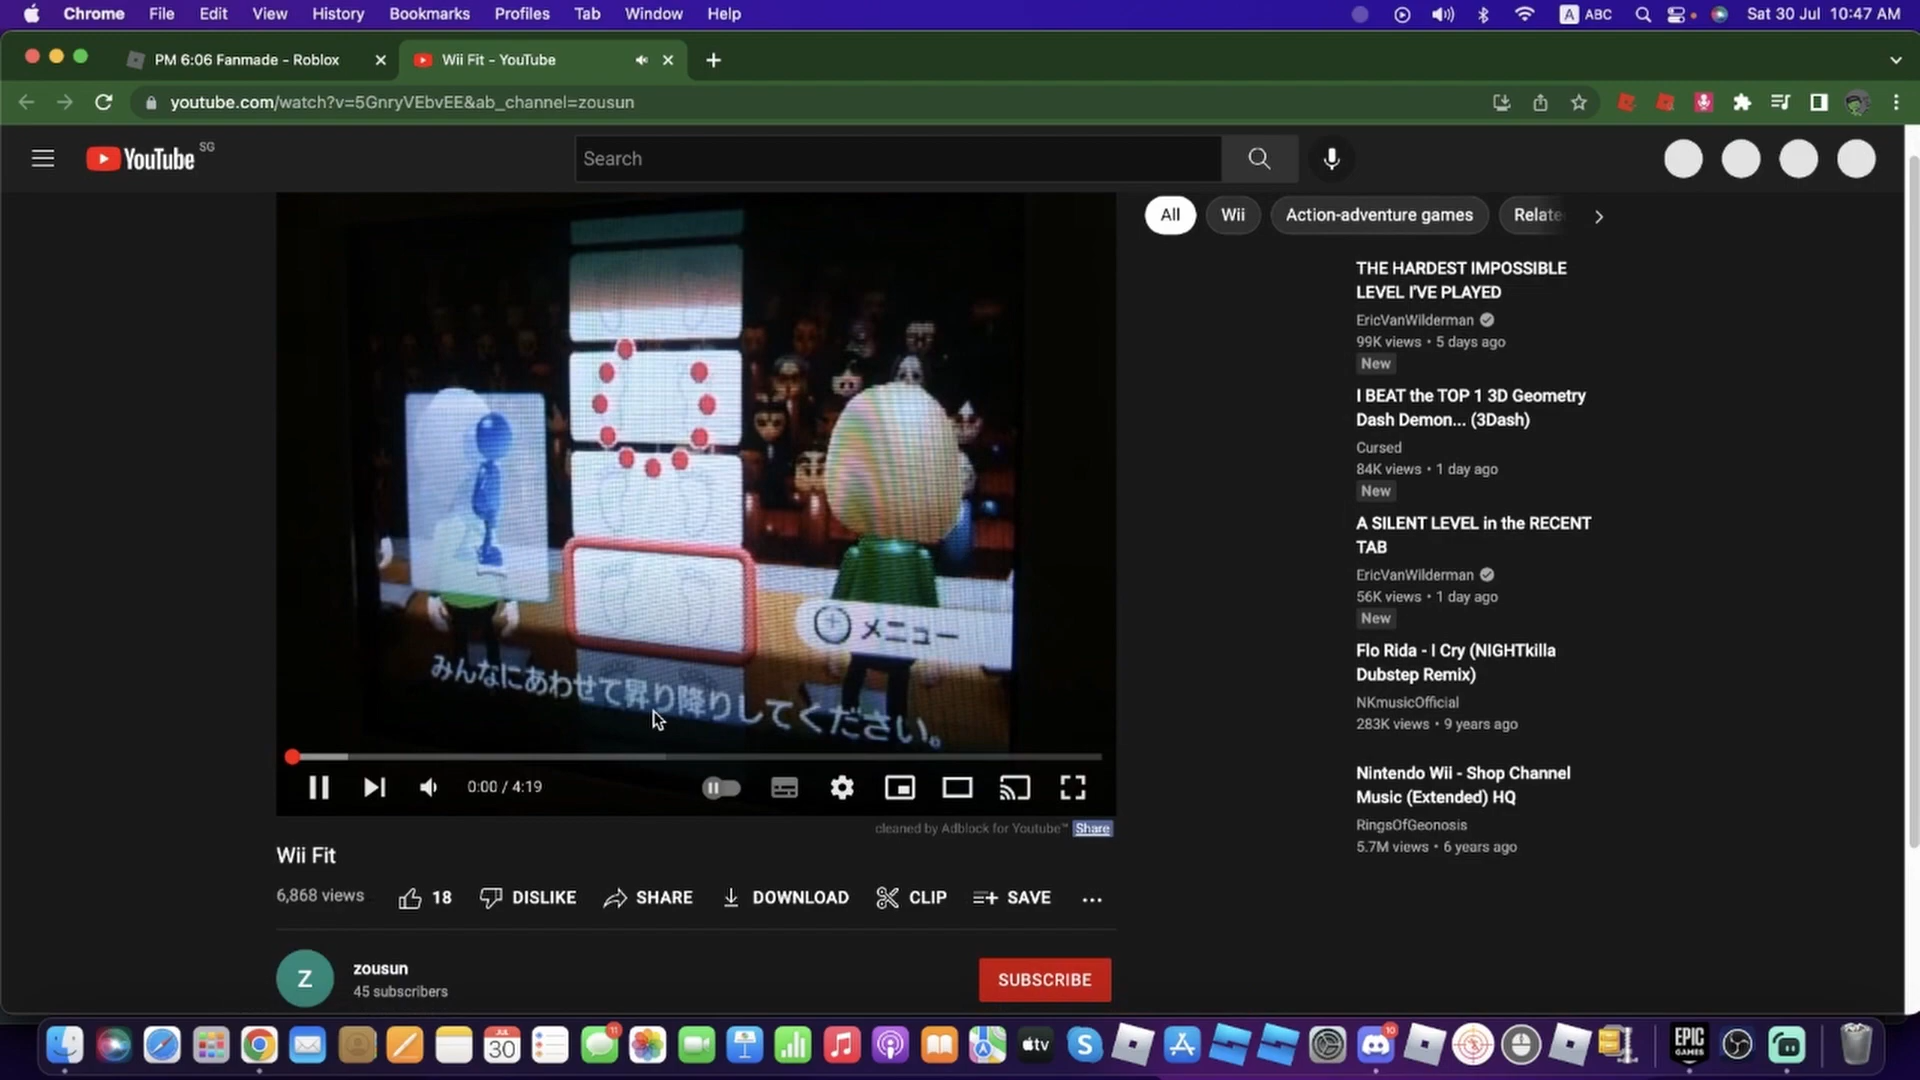 Chrome File Edit View History Bookmarks Profiles Tab Window Help
A ABC Sat 30 Jul 10:47 AM
PM 6:06 Fanmade - Roblox
Wii Fit - YouTube
youtube.com/watch?v=5GnryVEbvEE&ab_channel=zousun
YouTube SG
Search
All Wii Action-adventure games Relate
THE HARDEST IMPOSSIBLE
LEVEL I'VE PLAYED
EricVanWilderman
99K views • 5 days ago
New
I BEAT the TOP 1 3D Geometry
Dash Demon... (3Dash)
Cursed
84K views • 1 day ago
New
A SILENT LEVEL in the RECENT
TAB
EricVanWilderman
56K views • 1 day ago
New
Flo Rida - I Cry (NIGHTkilla
Dubstep Remix)
NKmusicOfficial
283K views • 9 years ago
Nintendo Wii - Shop Channel
Music (Extended) HQ
RingsOfGeonosis
5.7M views • 6 years ago
メニュー
みんなにあわせて昇り降りしてください。
0:00 / 4:19
cleaned by Adblock for Youtube™ Share
Wii Fit
6,868 views 18 DISLIKE SHARE DOWNLOAD CLIP SAVE ...
Z
zousun
45 subscribers
SUBSCRIBE
JUL
30
11
tv
S
10
EPIC
GAMES